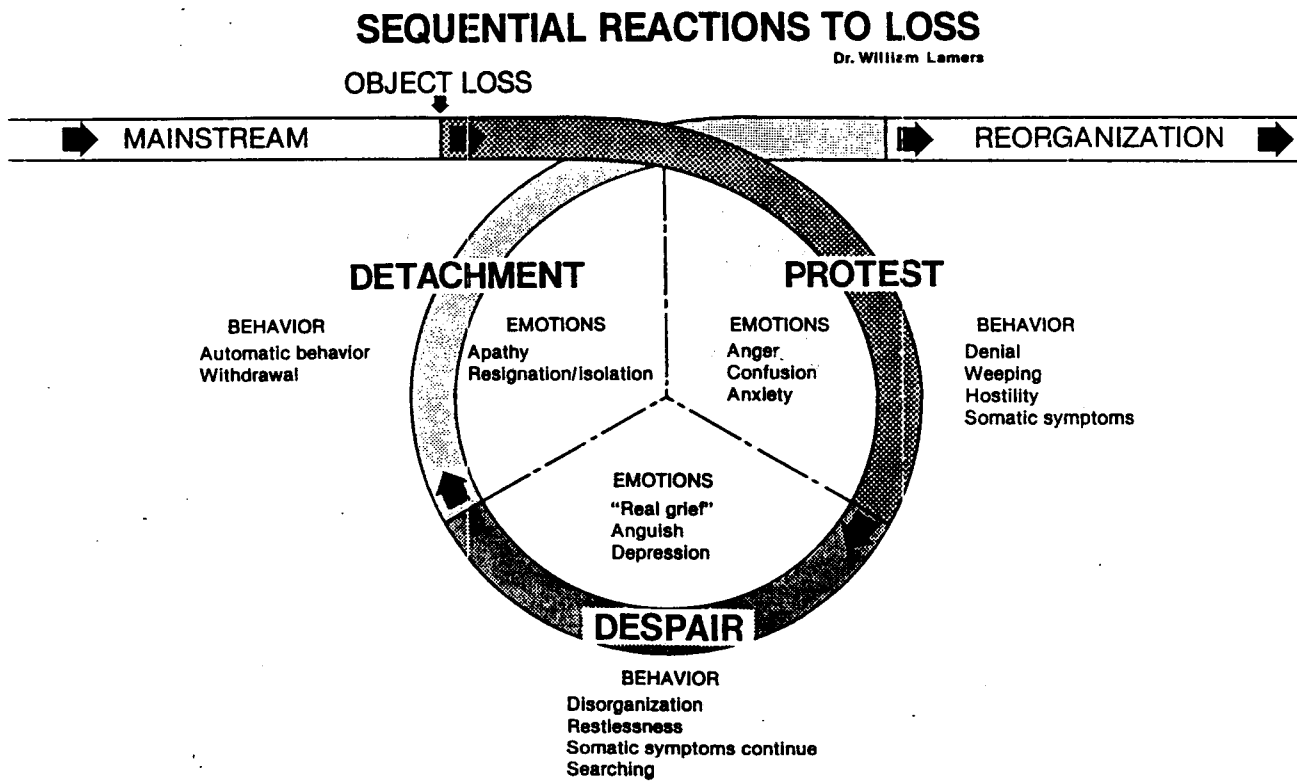 SEQUENTIAL REACTIONS TO LOSS
Dr. William Lamers
OBJECT LOSS
MAINSTREAM
REORGANIZATION
DETACHMENT
PROTEST
BEHAVIOR
Automatic behavior
Withdrawal
EMOTIONS
Apathy
Resignation/isolation
EMOTIONS
Anger
Confusion
Anxiety
BEHAVIOR
Denial
Weeping
Hostility
Somatic symptoms
EMOTIONS
"Real grief"
Anguish
Depression
DESPAIR
BEHAVIOR
Disorganization
Restlessness
Somatic symptoms continue
Searching